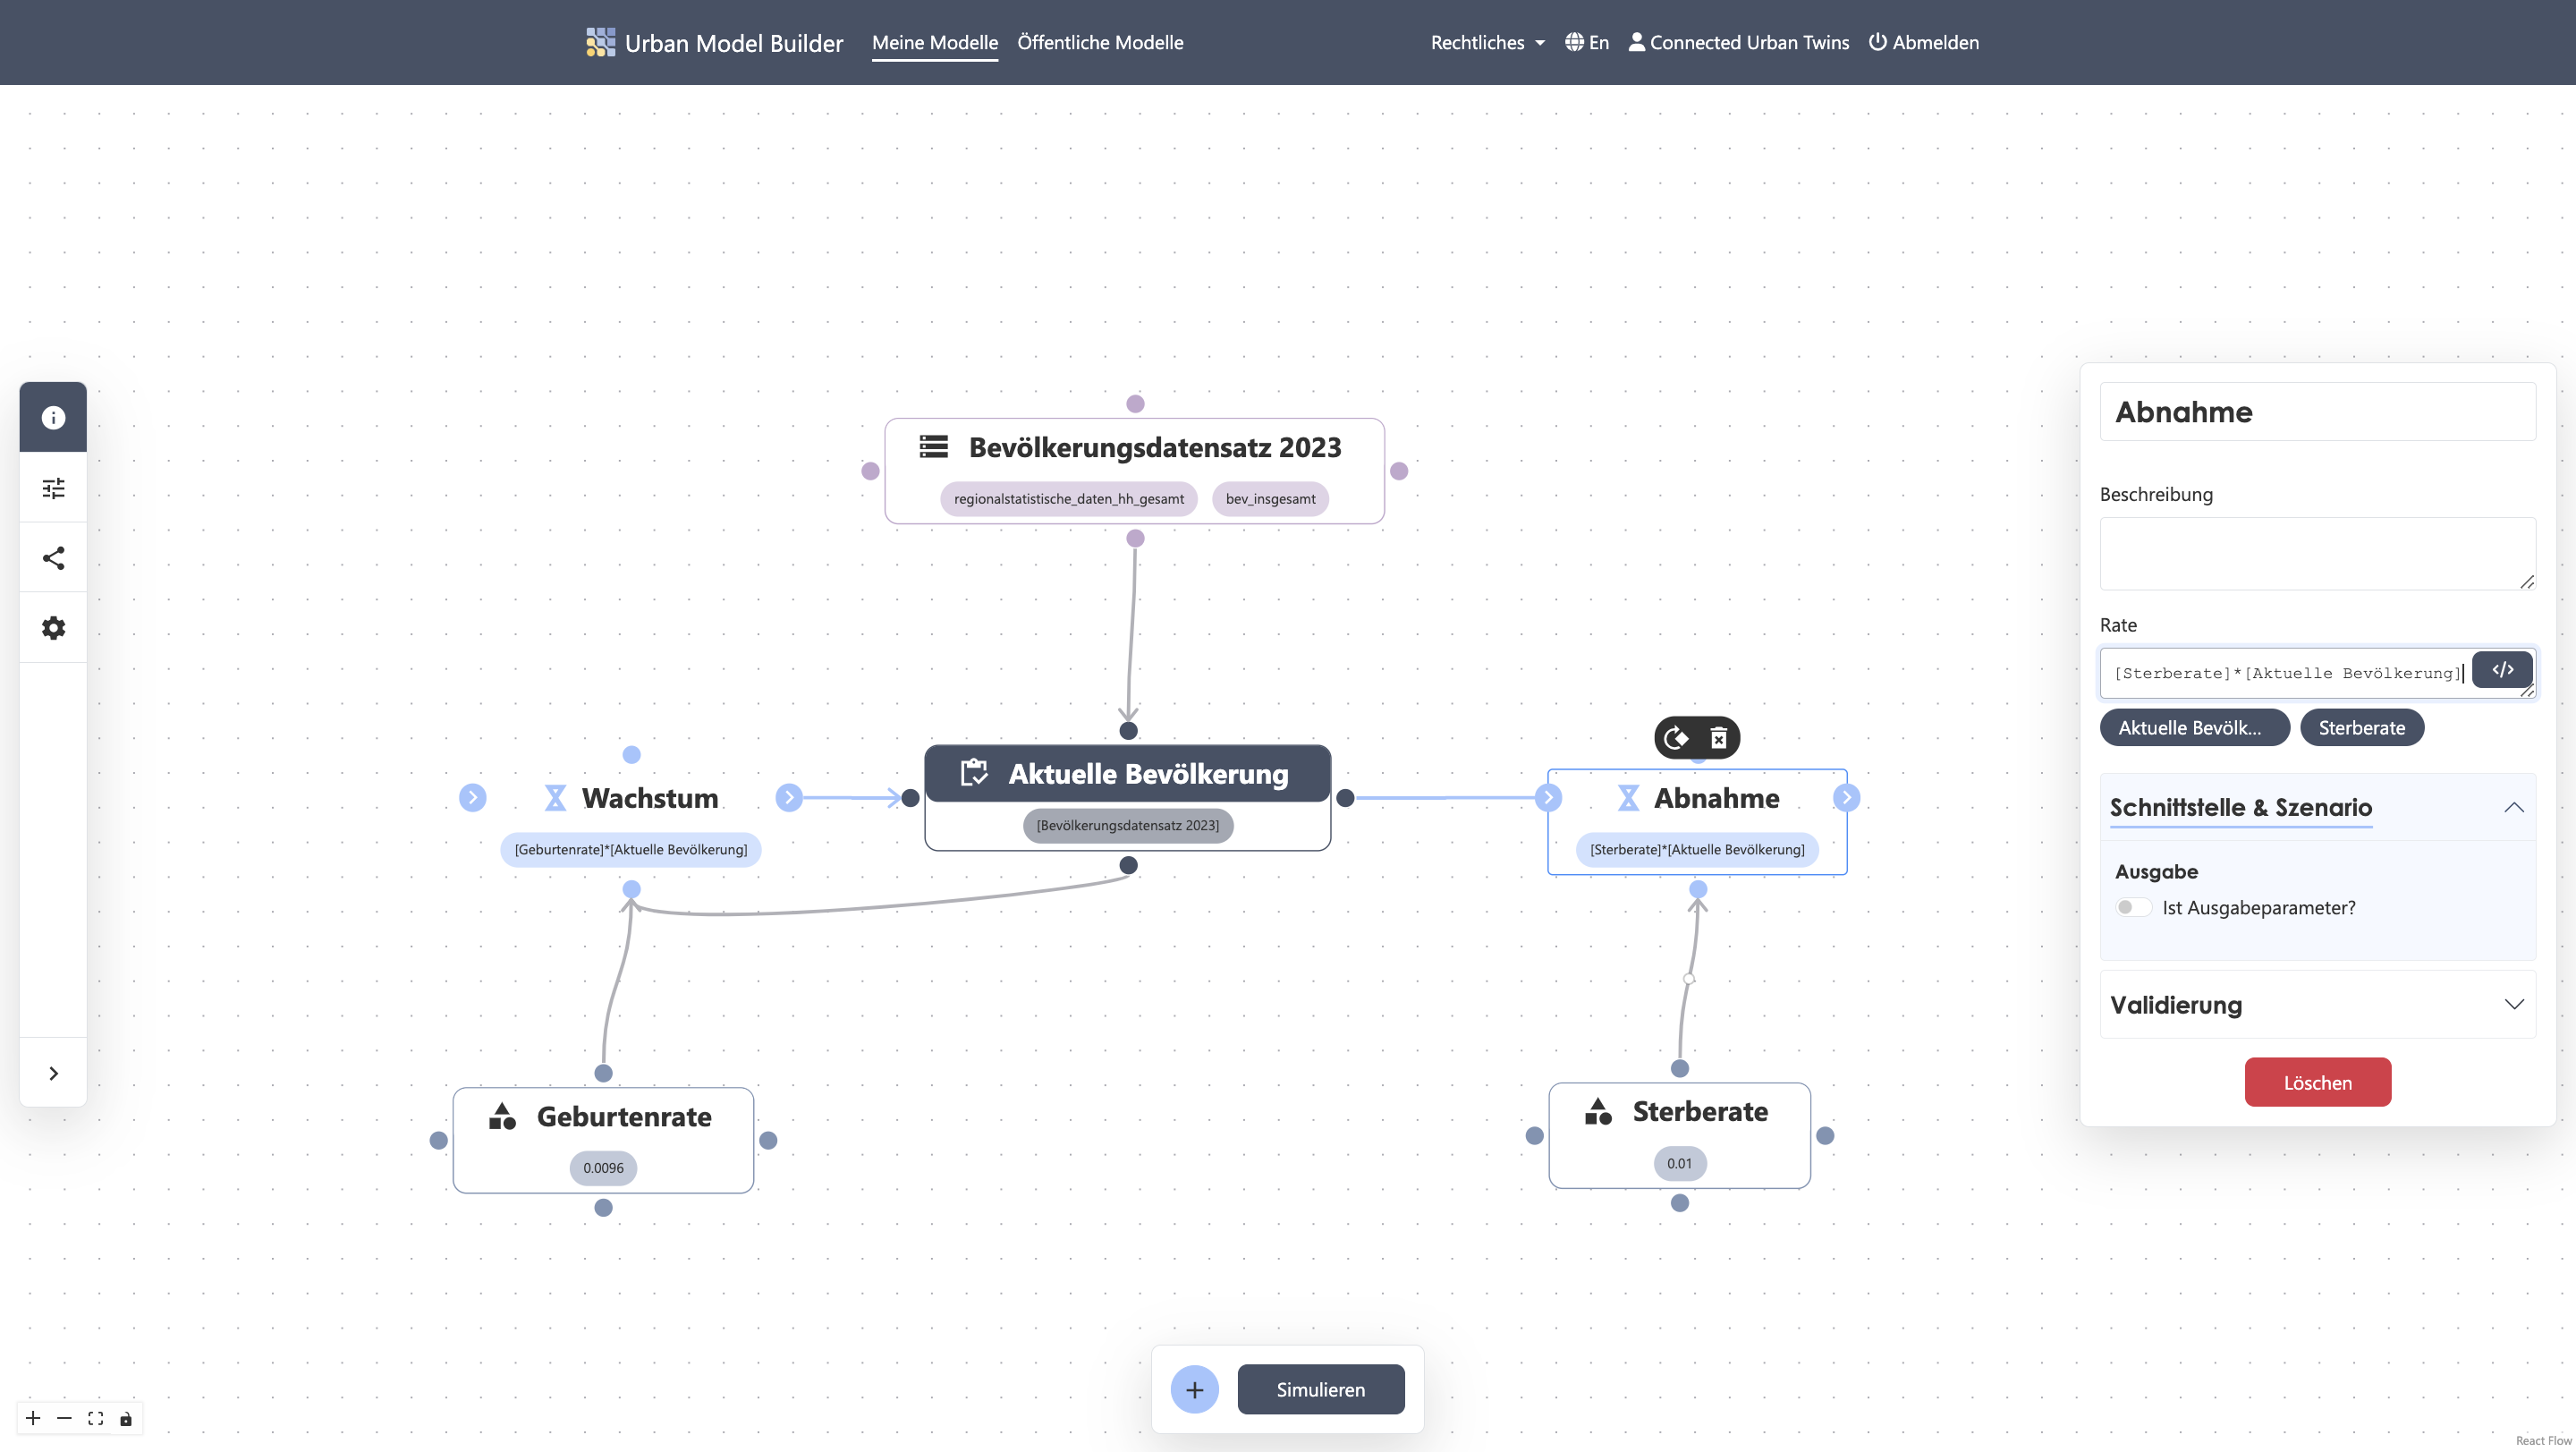 Urban Model Builder
Meine Modelle
Öffentliche Modelle
Rechtliches
En
Connected Urban Twins
Abmelden
Bevölkerungsdatensatz 2023
regionalstatistische_daten_hh_gesamt
bev_insgesamt
Wachstum
[Geburtenrate]*[Aktuelle Bevölkerung]
Aktuelle Bevölkerung
[Bevölkerungsdatensatz 2023]
Abnahme
[Sterberate]*[Aktuelle Bevölkerung]
Geburtenrate
0.0096
Sterberate
0.01
Abnahme
Beschreibung
Rate
[Sterberate]*[Aktuelle Bevölkerung]
</>
Aktuelle Bevölk...
Sterberate
Schnittstelle & Szenario
Ausgabe
Ist Ausgabeparameter?
Validierung
Löschen
Simulieren
React Flow